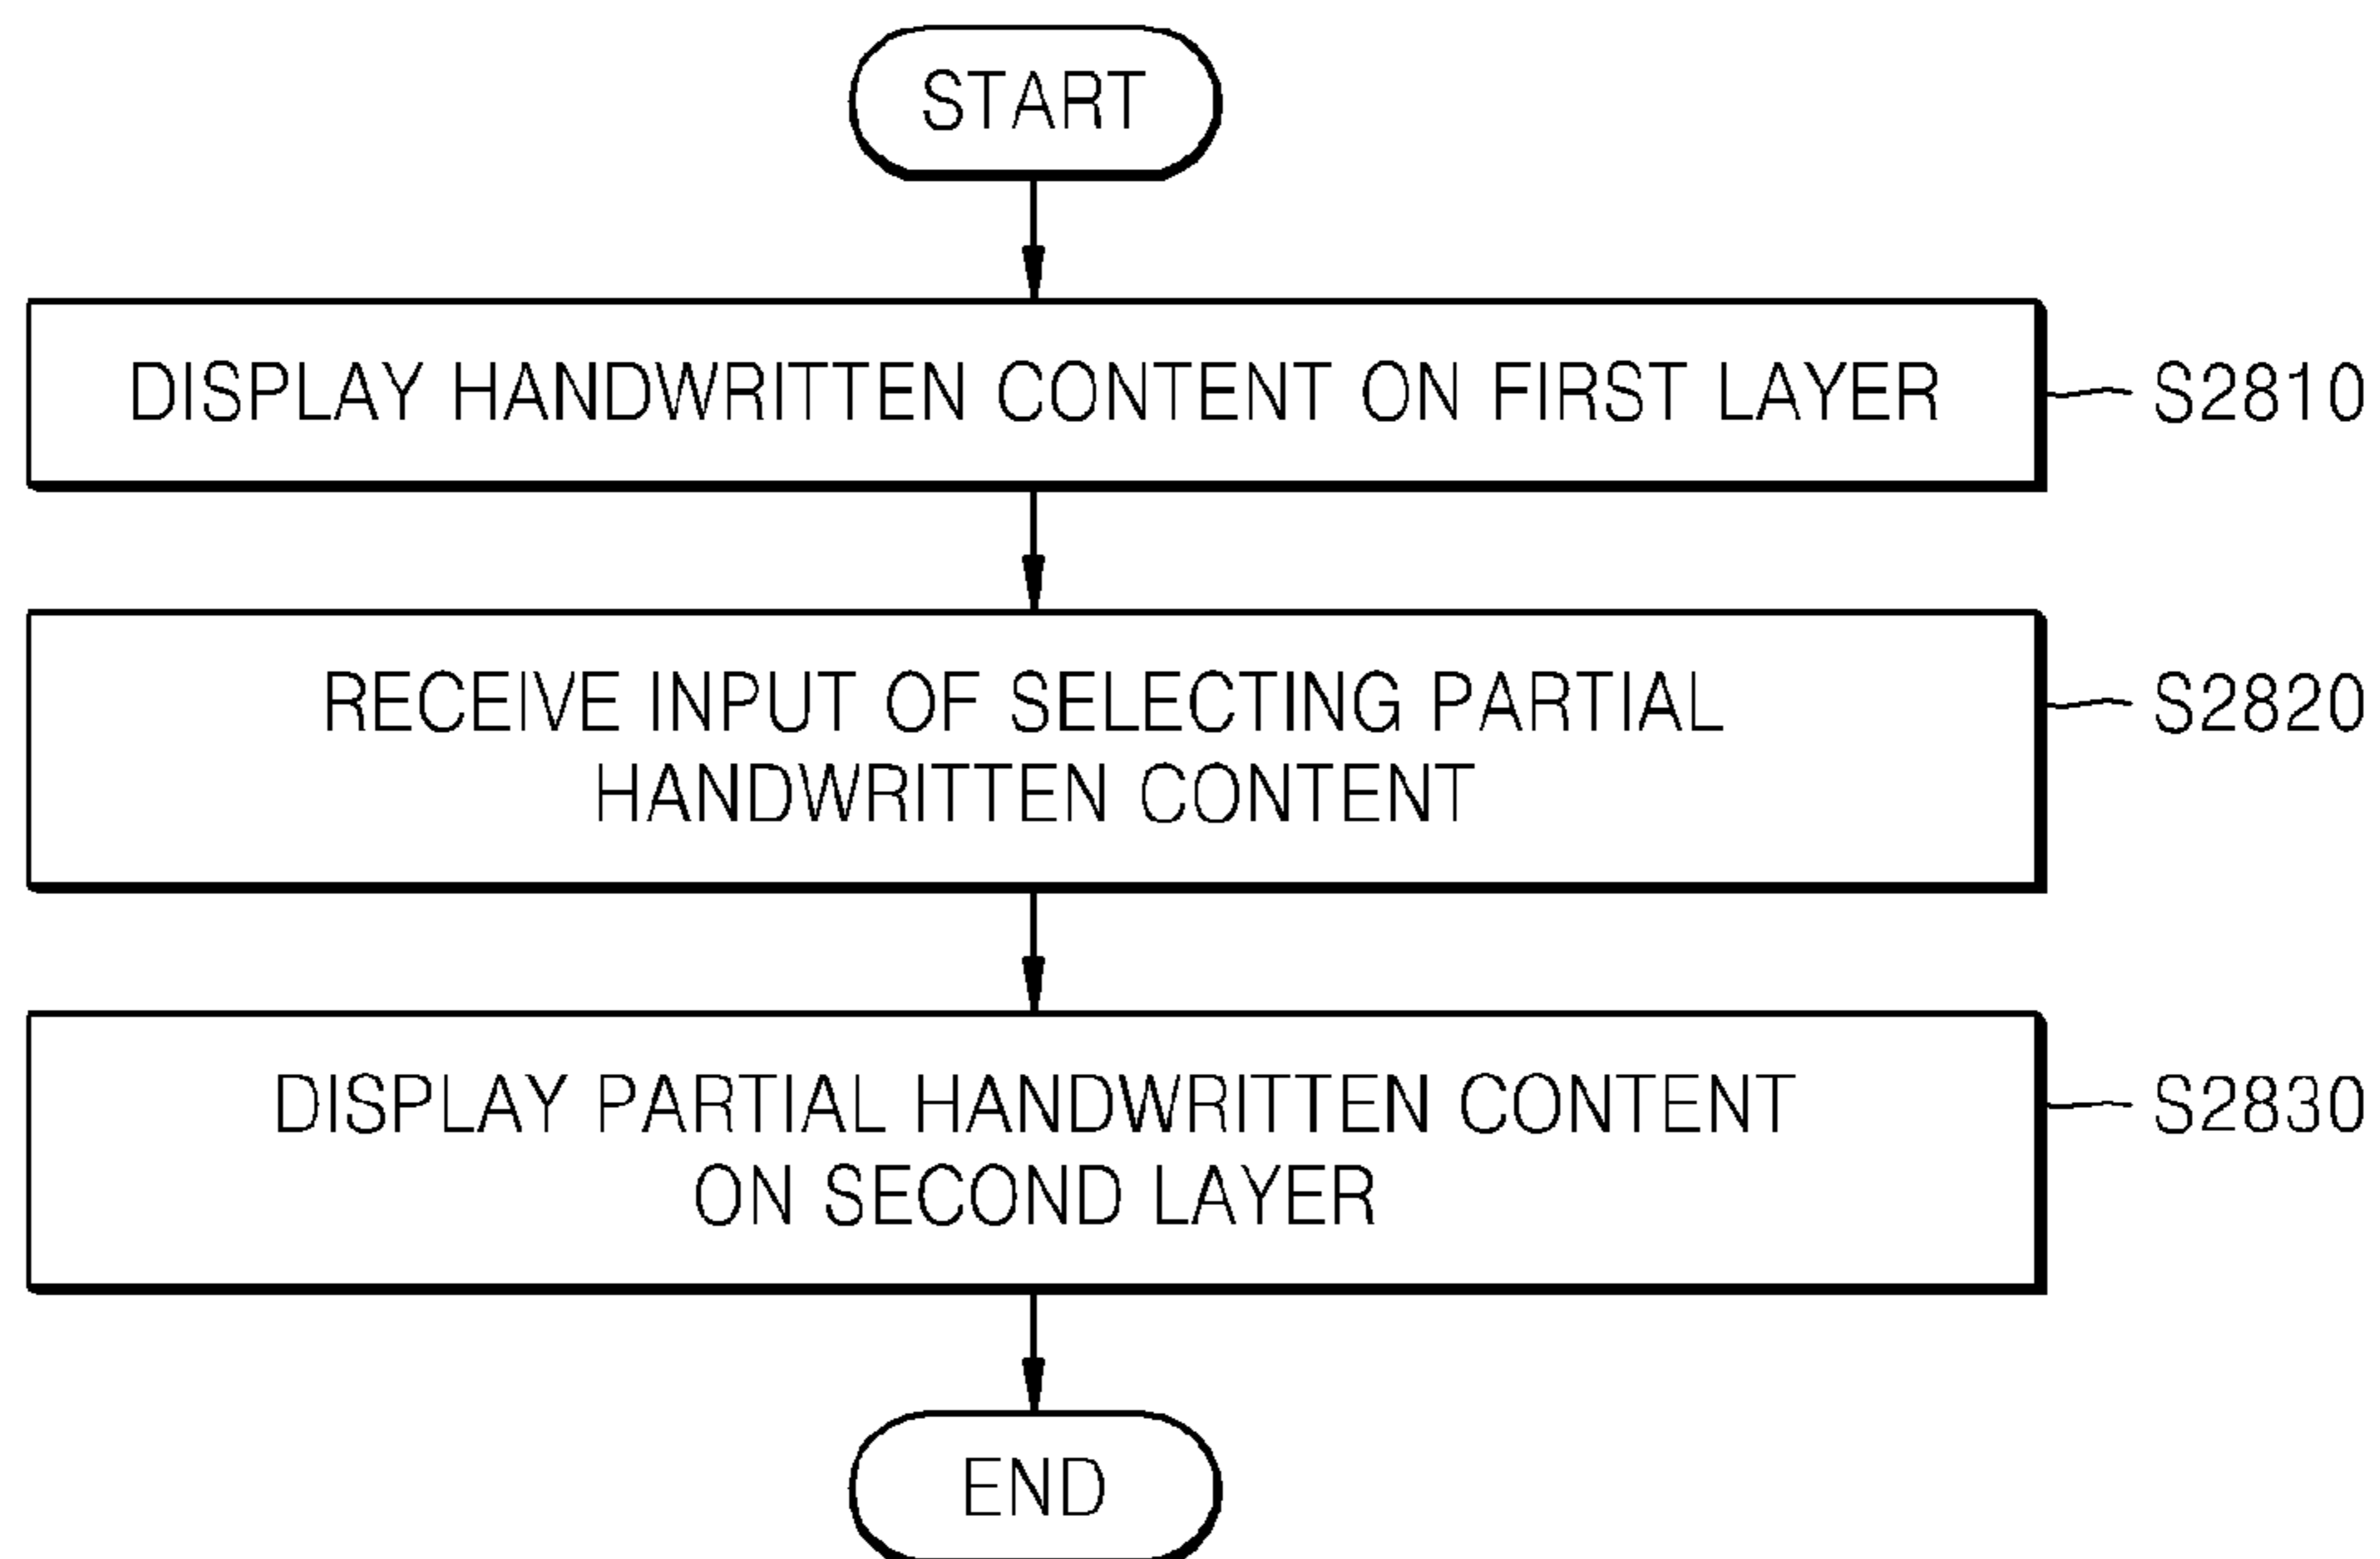 START
DISPLAY HANDWRITTEN CONTENT ON FIRST LAYER
S2810
RECEIVE INPUT OF SELECTING PARTIAL
HANDWRITTEN CONTENT
S2820
DISPLAY PARTIAL HANDWRITTEN CONTENT
ON SECOND LAYER
S2830
END